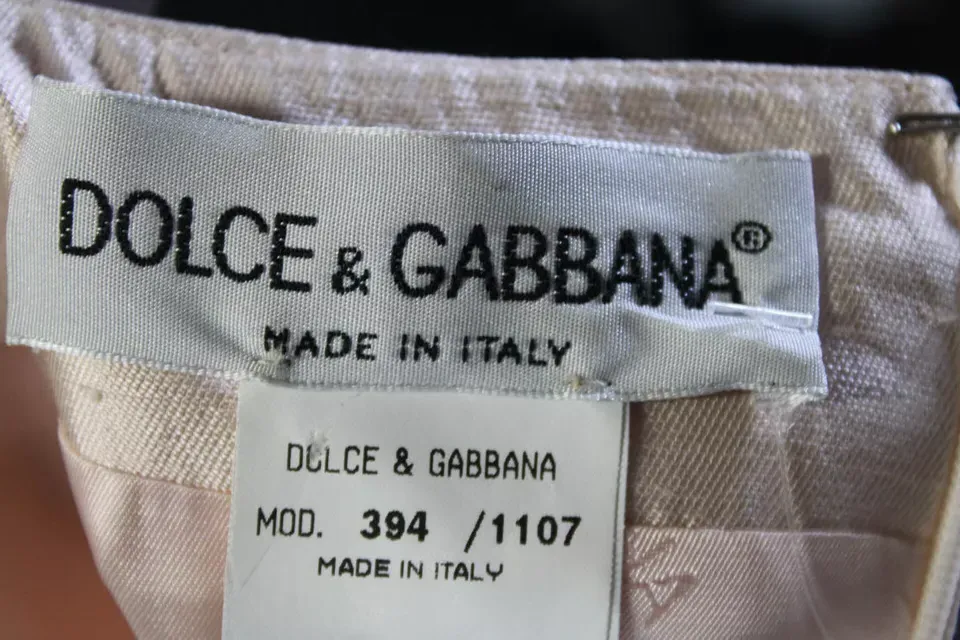 DOLCE & GABBANA®
MADE IN ITALY
DOLCE & GABBANA
MOD. 394 /1107
MADE IN ITALY